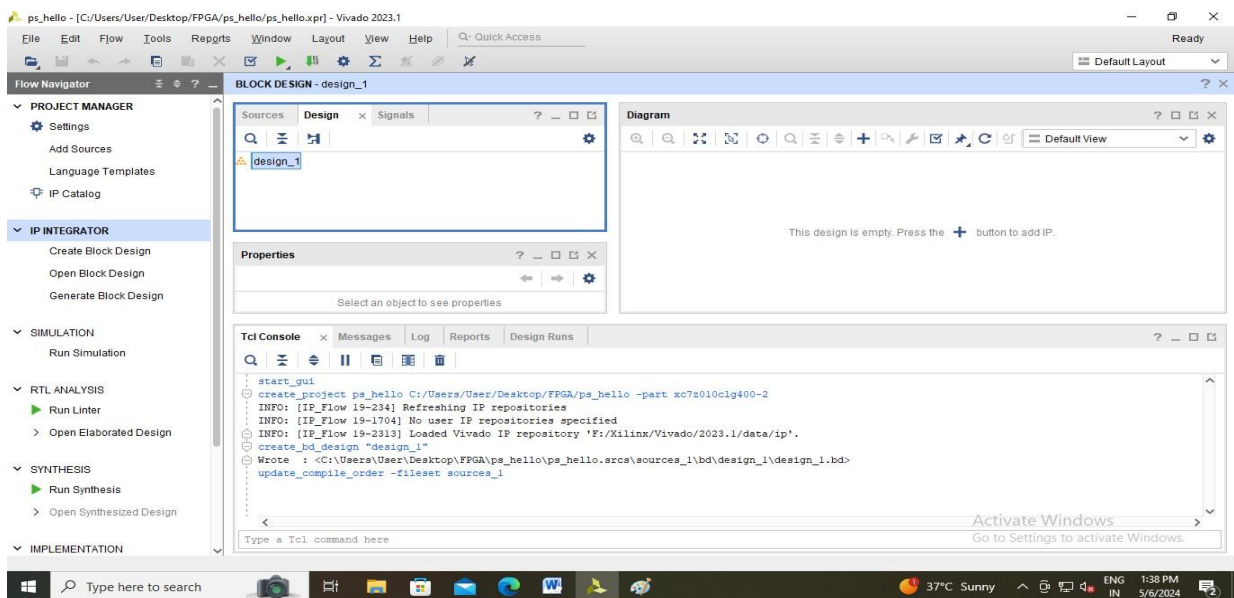 ps_hello - [C:/Users/User/Desktop/FPGA/ps_hello/ps_hello.xpr] - Vivado 2023.1
File Edit Flow Tools Reports Window Layout View Help Q- Quick Access Ready
Default Layout
Flow Navigator
BLOCK DESIGN - design_1
PROJECT MANAGER
Settings
Add Sources
Language Templates
IP Catalog
IP INTEGRATOR
Create Block Design
Open Block Design
Generate Block Design
SIMULATION
Run Simulation
RTL ANALYSIS
Run Linter
Open Elaborated Design
SYNTHESIS
Run Synthesis
Open Synthesized Design
IMPLEMENTATION
Sources Design Signals
design_1
Properties
Select an object to see properties
Diagram
Default View
This design is empty. Press the + button to add IP.
Tcl Console Messages Log Reports Design Runs
start_gui
create_project ps_hello C:/Users/User/Desktop/FPGA/ps_hello -part xc7z010clg400-2
INFO: [IP_Flow 19-234] Refreshing IP repositories
INFO: [IP_Flow 19-1704] No user IP repositories specified
INFO: [IP_Flow 19-2313] Loaded Vivado IP repository 'F:/Xilinx/Vivado/2023.1/data/ip'.
create_bd_design "design_1"
Wrote : <C:\Users\User\Desktop\FPGA\ps_hello\ps_hello.srcs\sources_1\bd\design_1\design_1.bd>
update_compile_order -fileset sources_1
Type a Tcl command here
Activate Windows
Go to Settings to activate Windows.
Type here to search
37°C Sunny
ENG
IN
1:38 PM
5/6/2024